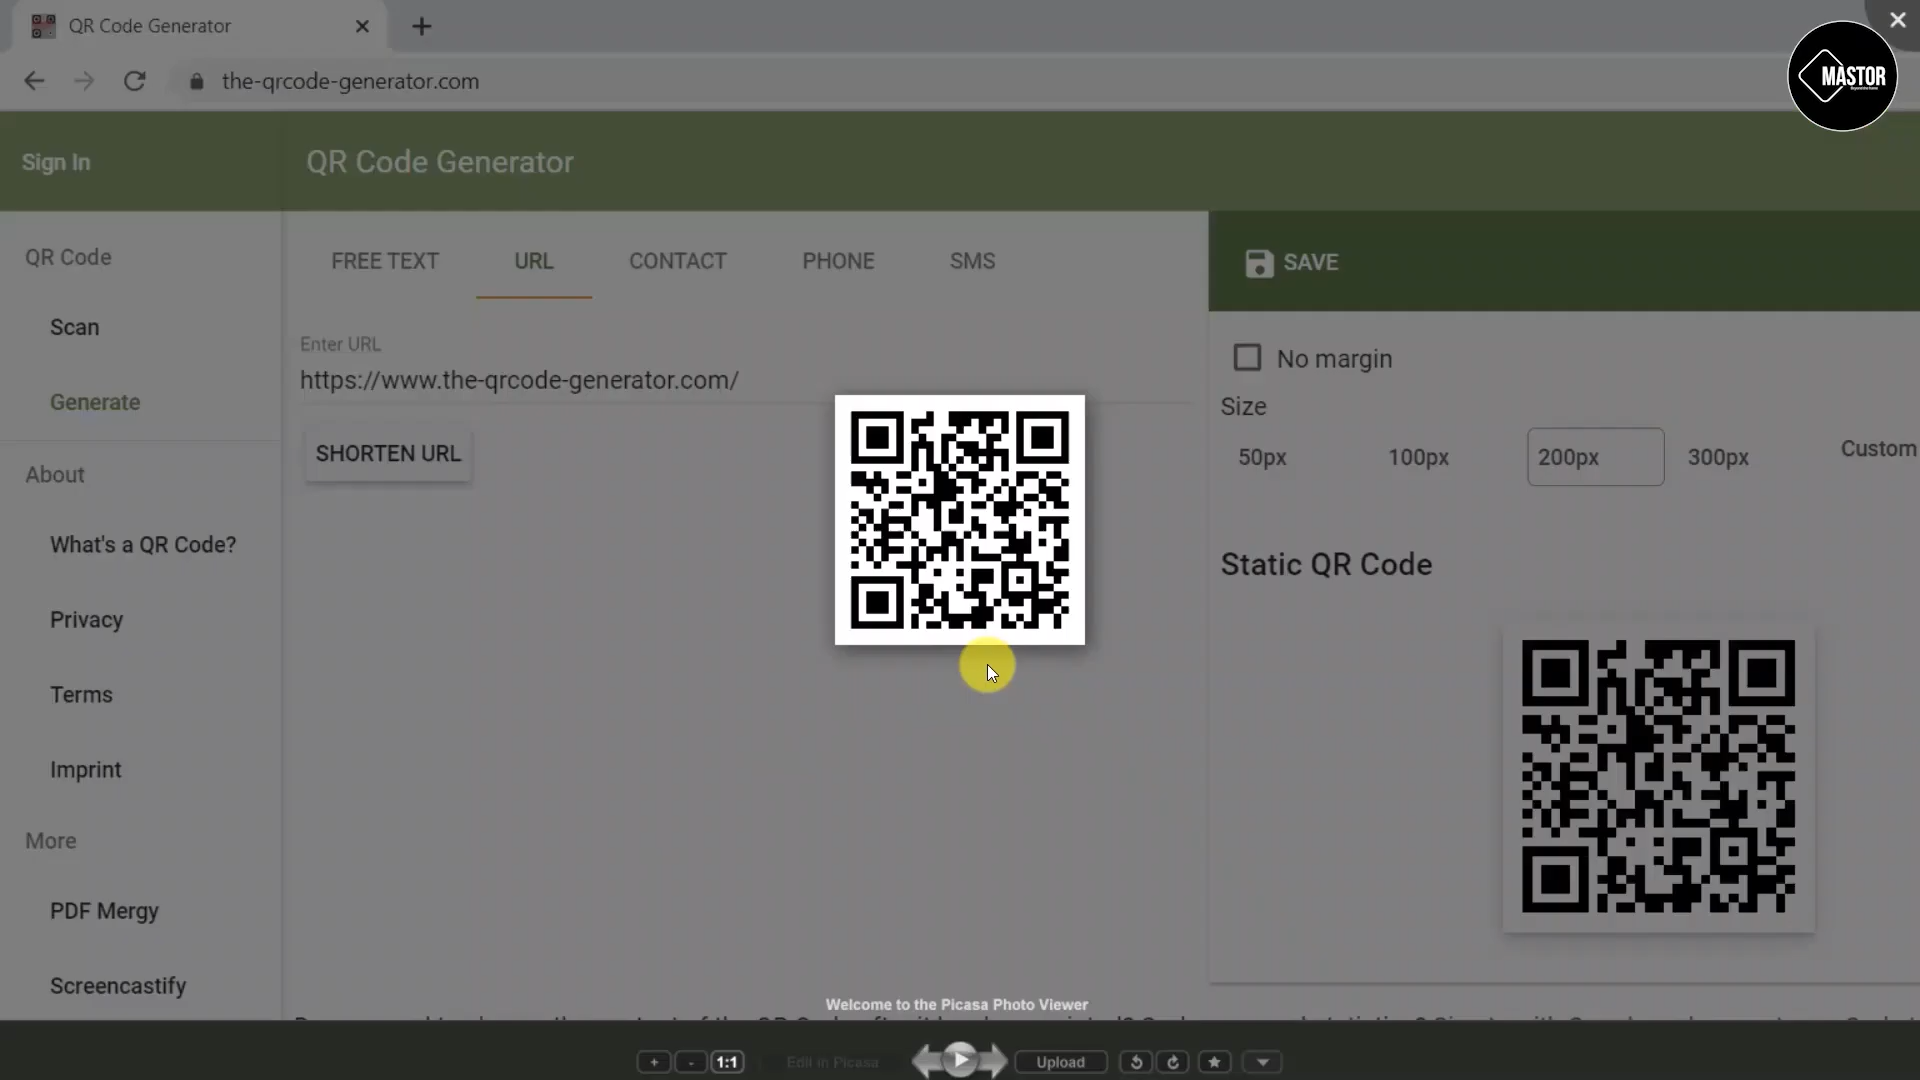 QR Code Generator
the-qrcode-generator.com
MASTOR
Sign In
QR Code Generator
QR Code
Scan
Generate
About
What's a QR Code?
Privacy
Terms
Imprint
More
PDF Mergy
Screencastify
FREE TEXT URL CONTACT PHONE SMS
Enter URL
https://www.the-qrcode-generator.com/
SHORTEN URL
SAVE
No margin
Size
50px 100px 200px 300px Custom
Static QR Code
Welcome to the Picasa Photo Viewer
+ - 1:1 Edit in Picasa Upload